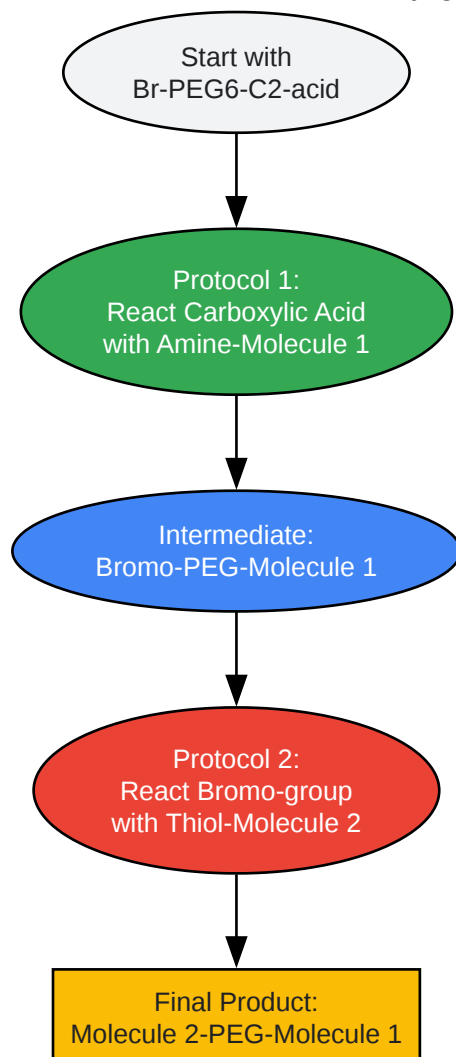 Start with
Br-PEG6-C2-acid
Protocol 1:
React Carboxylic Acid
with Amine-Molecule 1
Intermediate:
Bromo-PEG-Molecule 1
Protocol 2:
React Bromo-group
with Thiol-Molecule 2
Final Product:
Molecule 2-PEG-Molecule 1